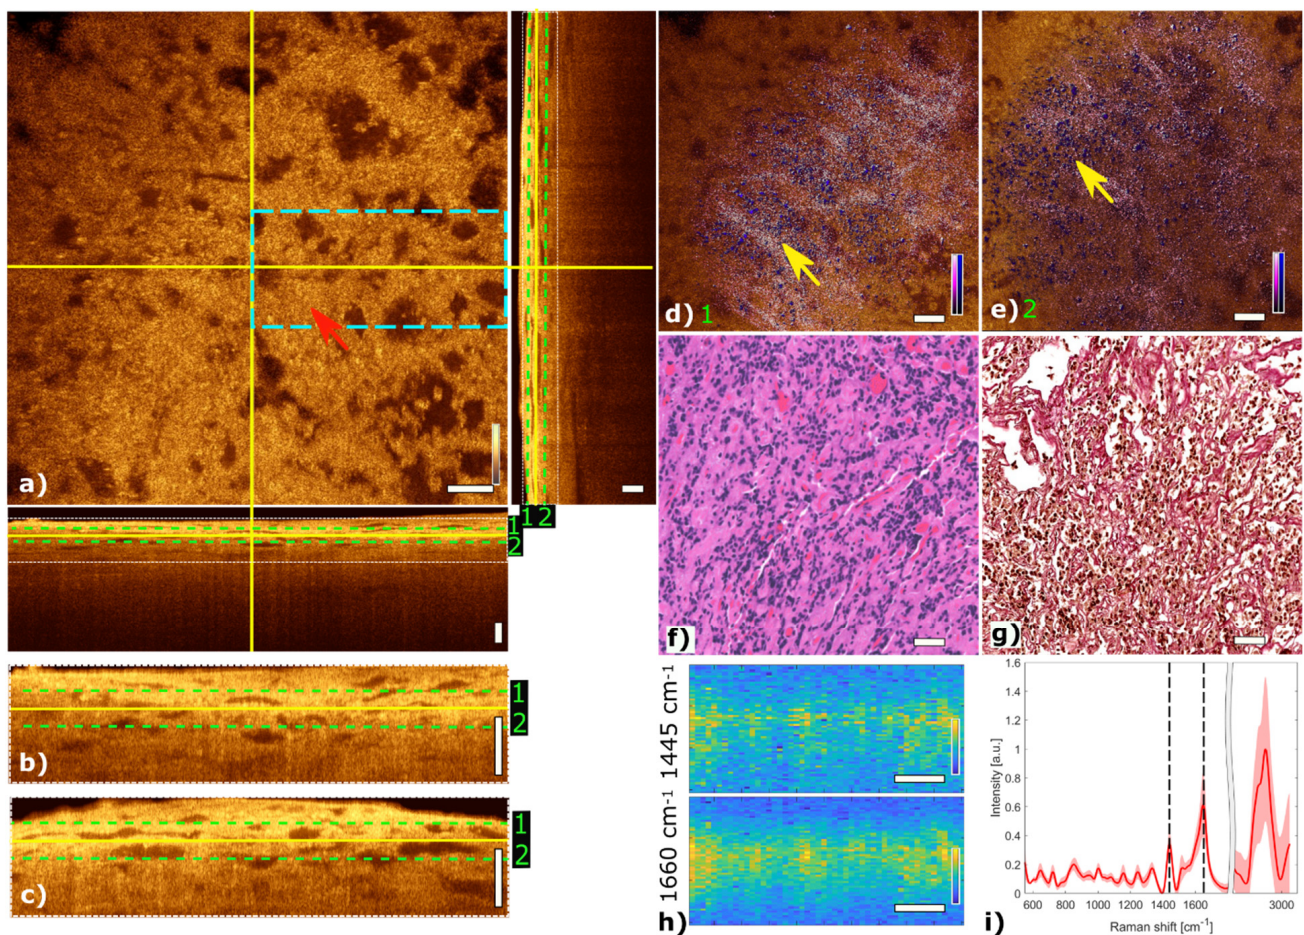 a)
1 2
1
2
1
2
b)
1
2
c)
d) 1
e) 2
f)
g)
1445 cm-1
1660 cm-1
h)
1.6
1.4
1.2
1
0.8
0.6
0.4
0.2
0
Intensity [a.u.]
600 800 1000 1200 1400 1600 3000
Raman shift [cm-1]
i)